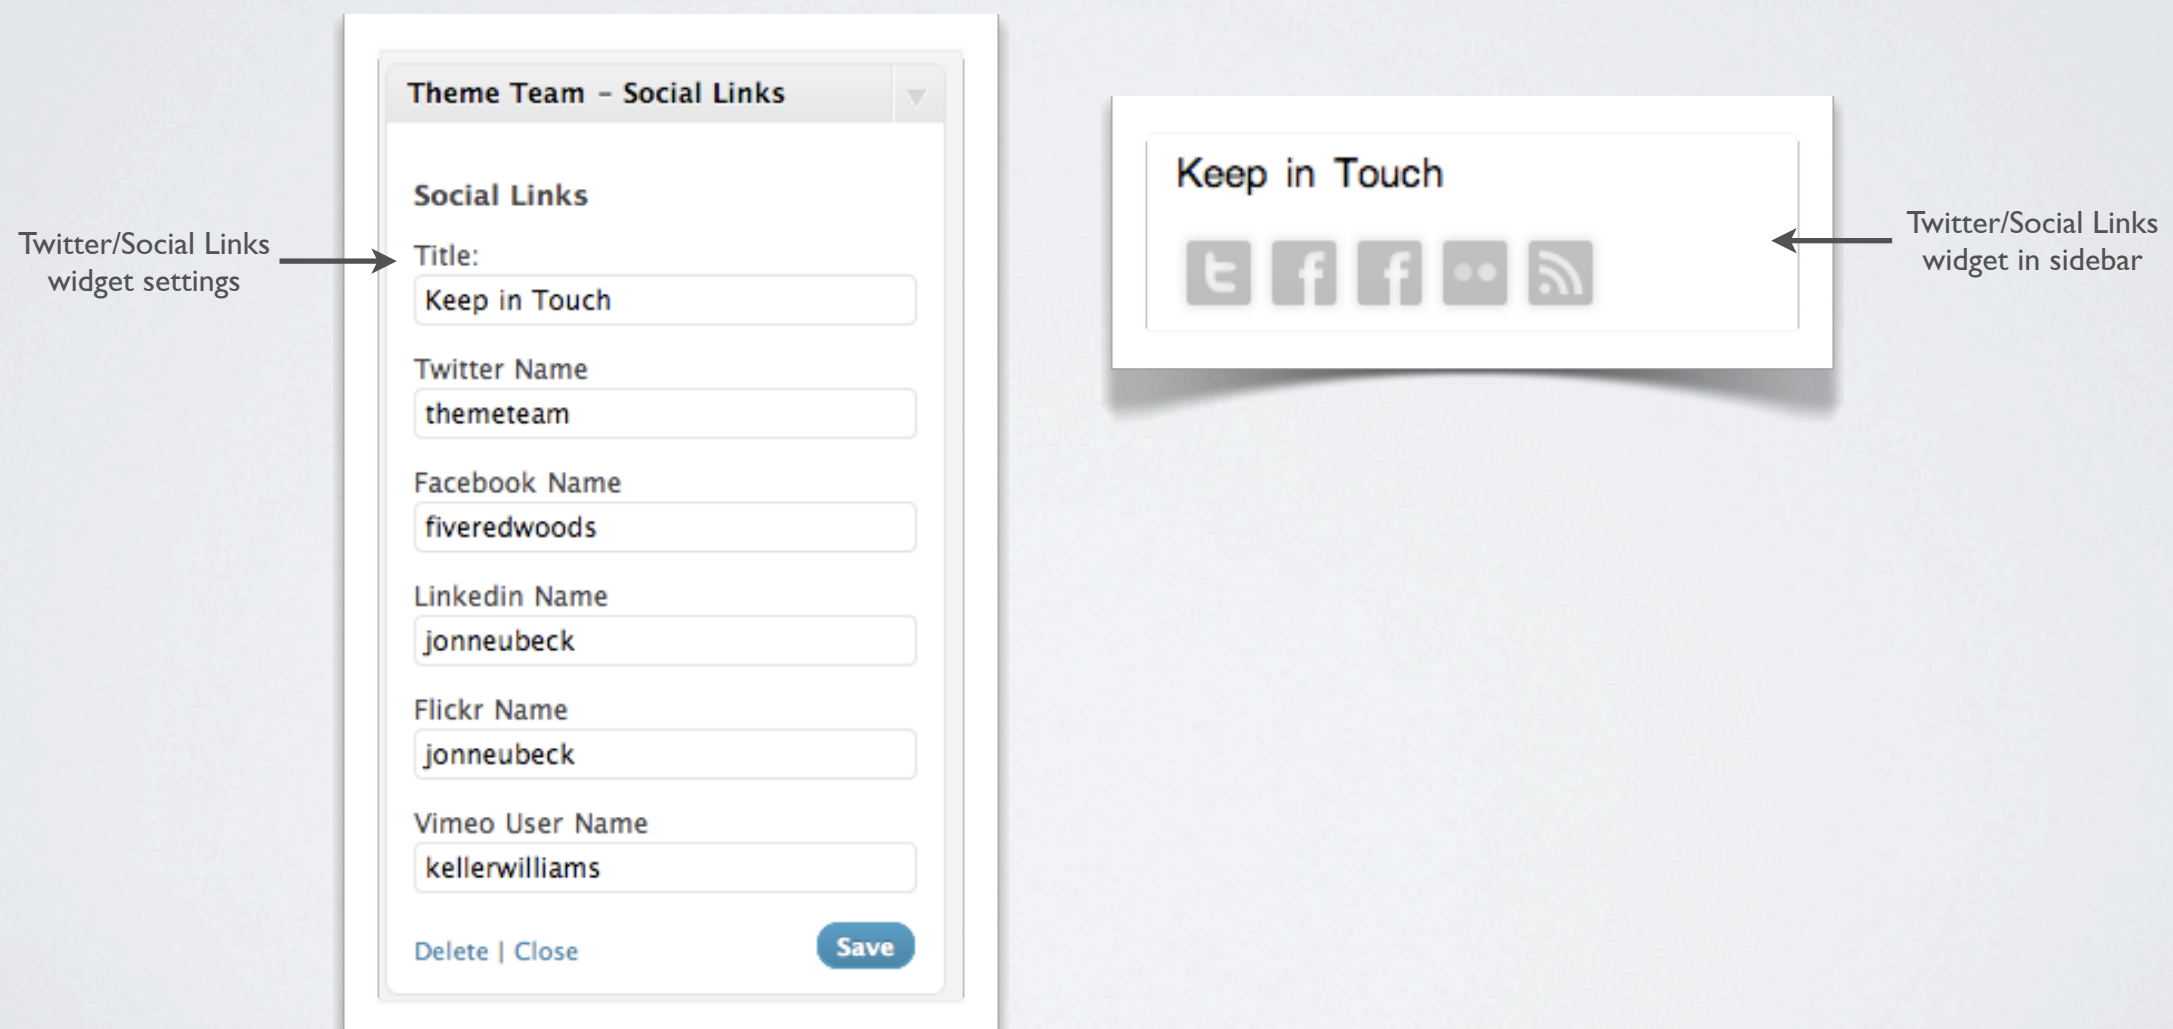 Twitter/Social Links
widget settings
Theme Team – Social Links
Social Links
Title:
Keep in Touch
Twitter Name
themeteam
Facebook Name
fiveredwoods
Linkedin Name
jonneubeck
Flickr Name
jonneubeck
Vimeo User Name
kellerwilliams
Delete | Close
Save
Keep in Touch
Twitter/Social Links
widget in sidebar